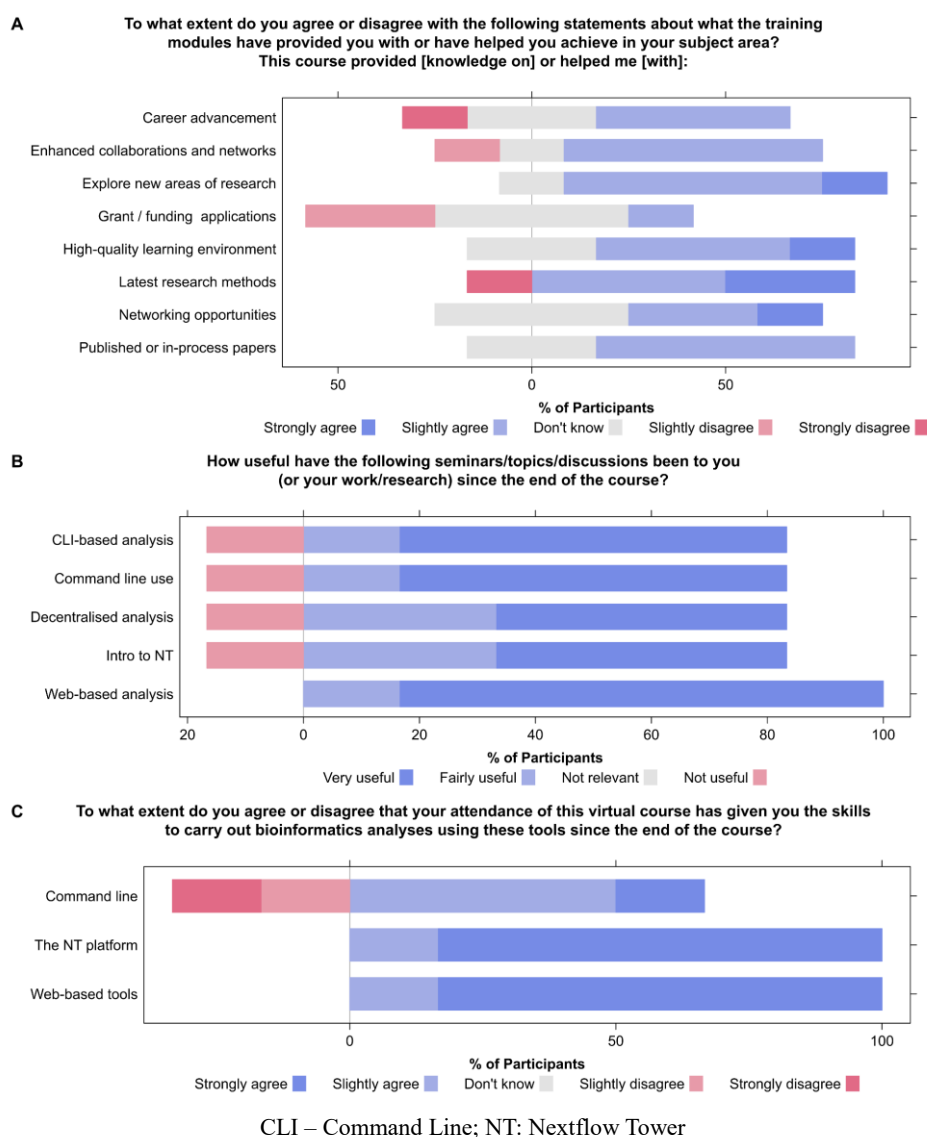 A
To what extent do you agree or disagree with the following statements about what the training
modules have provided you with or have helped you achieve in your subject area?
This course provided [knowledge on] or helped me [with]:
Career advancement
Enhanced collaborations and networks
Explore new areas of research
Grant / funding applications
High-quality learning environment
Latest research methods
Networking opportunities
Published or in-process papers
50 0 50
% of Participants
Strongly agree Slightly agree Don't know Slightly disagree Strongly disagree
B
How useful have the following seminars/topics/discussions been to you
(or your work/research) since the end of the course?
CLI-based analysis
Command line use
Decentralised analysis
Intro to NT
Web-based analysis
20 0 20 40 60 80 100
% of Participants
Very useful Fairly useful Not relevant Not useful
C
To what extent do you agree or disagree that your attendance of this virtual course has given you the skills
to carry out bioinformatics analyses using these tools since the end of the course?
Command line
The NT platform
Web-based tools
0 50 100
% of Participants
Strongly agree Slightly agree Don't know Slightly disagree Strongly disagree
CLI – Command Line; NT: Nextflow Tower